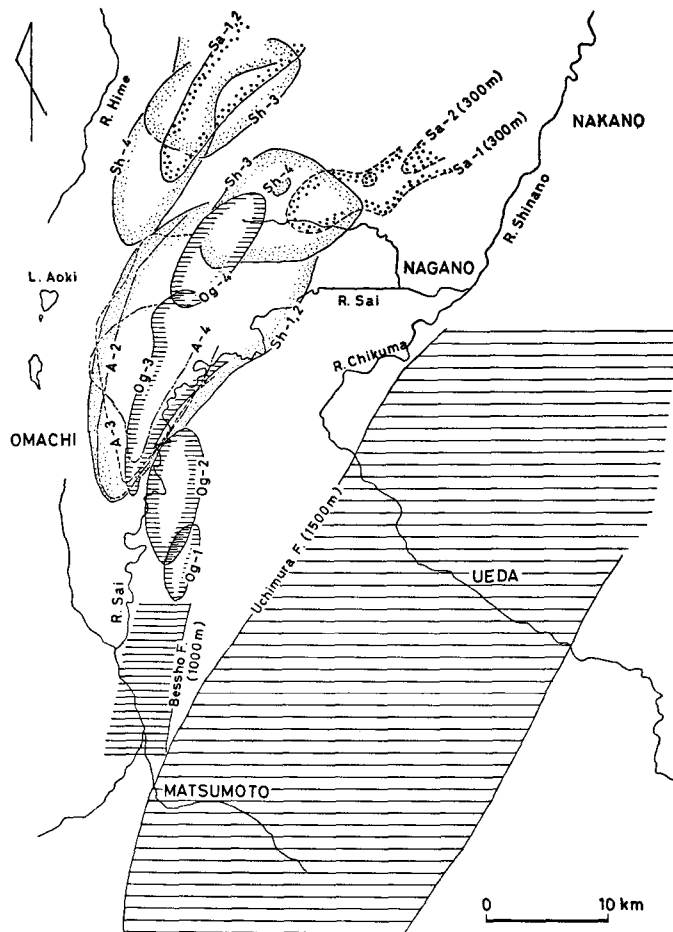 Sa-1,2
R. Hime
Sh-4
Sh-3
Sh-3
Sh-4
Sa-2 (300m)
Sa-1 (300m)
NAKANO
R. Shinano
L. Aoki
Og-4
NAGANO
R. Sai
Sh-1,2
A-2
Og-3
A-4
R. Chikuma
A-3
OMACHI
Og-2
Uchimura F. (1500m)
Og-1
UEDA
R. Sai
Bessho F.
(1000m)
MATSUMOTO
0 10 km